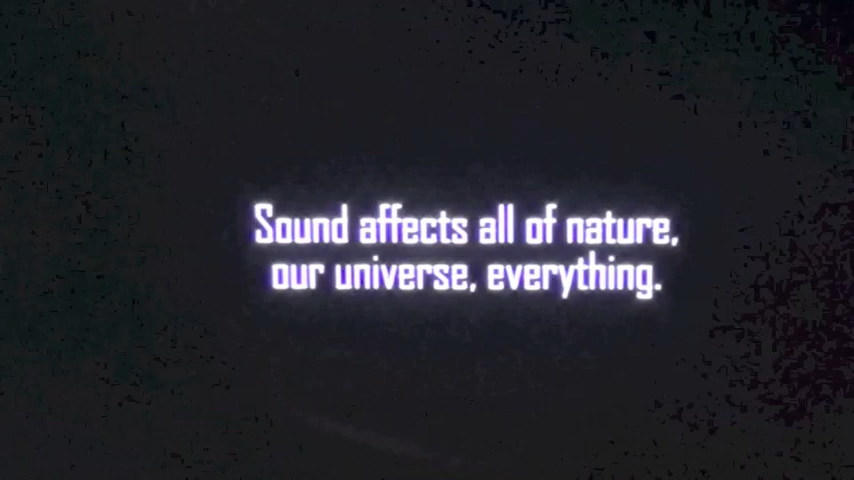 Sound affects all of nature,
our universe, everything.